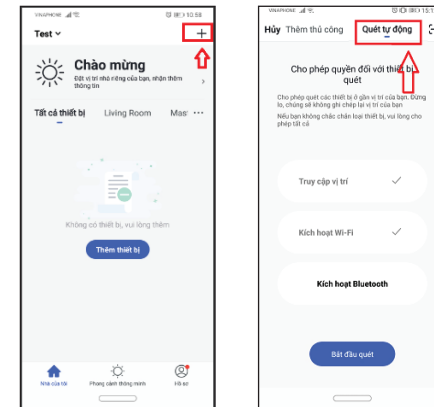 VINAPHONE 10:58
Test
Chào mừng
Đặt vị trí nhà riêng của bạn, nhận thêm
thông tin
Tất cả thiết bị Living Room Mas
Không có thiết bị, vui lòng thêm
Thêm thiết bị
Nhà của tôi Phong cảnh thông minh Hồ sơ
VINAPHONE 15:1
Hủy Thêm thủ công Quét tự động
Cho phép quyền đối với thiết bị
quét
Cho phép quét các thiết bị ở gần vị trí của bạn. Đừng
lo, chúng sẽ không ghi chép lại vị trí của bạn
Nếu bạn không chắc chắn loại thiết bị, vui lòng cho
phép tất cả
Truy cập vị trí
Kích hoạt Wi-Fi
Kích hoạt Bluetooth
Bắt đầu quét